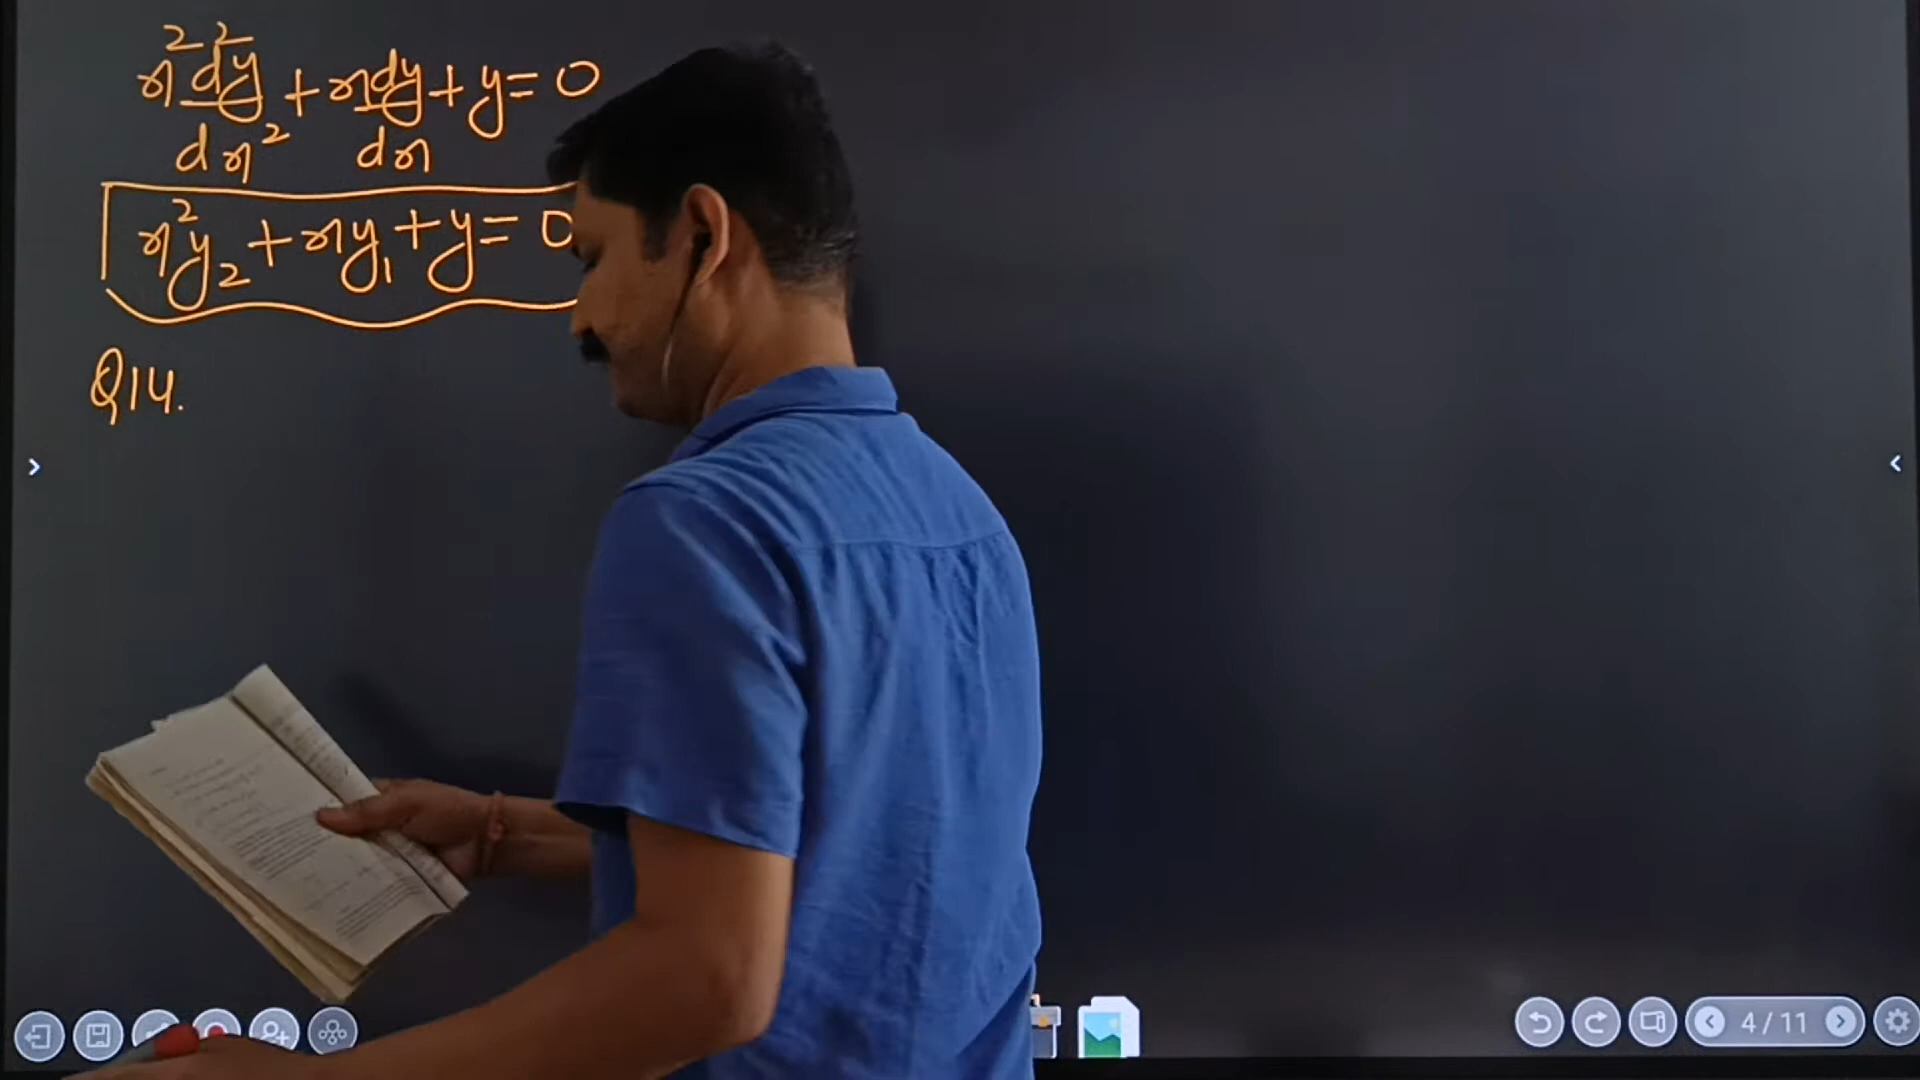 x² d²y/dx² + x dy/dx + y = 0
x²y₂ + xy₁ + y = 0
Q14.
4 / 11